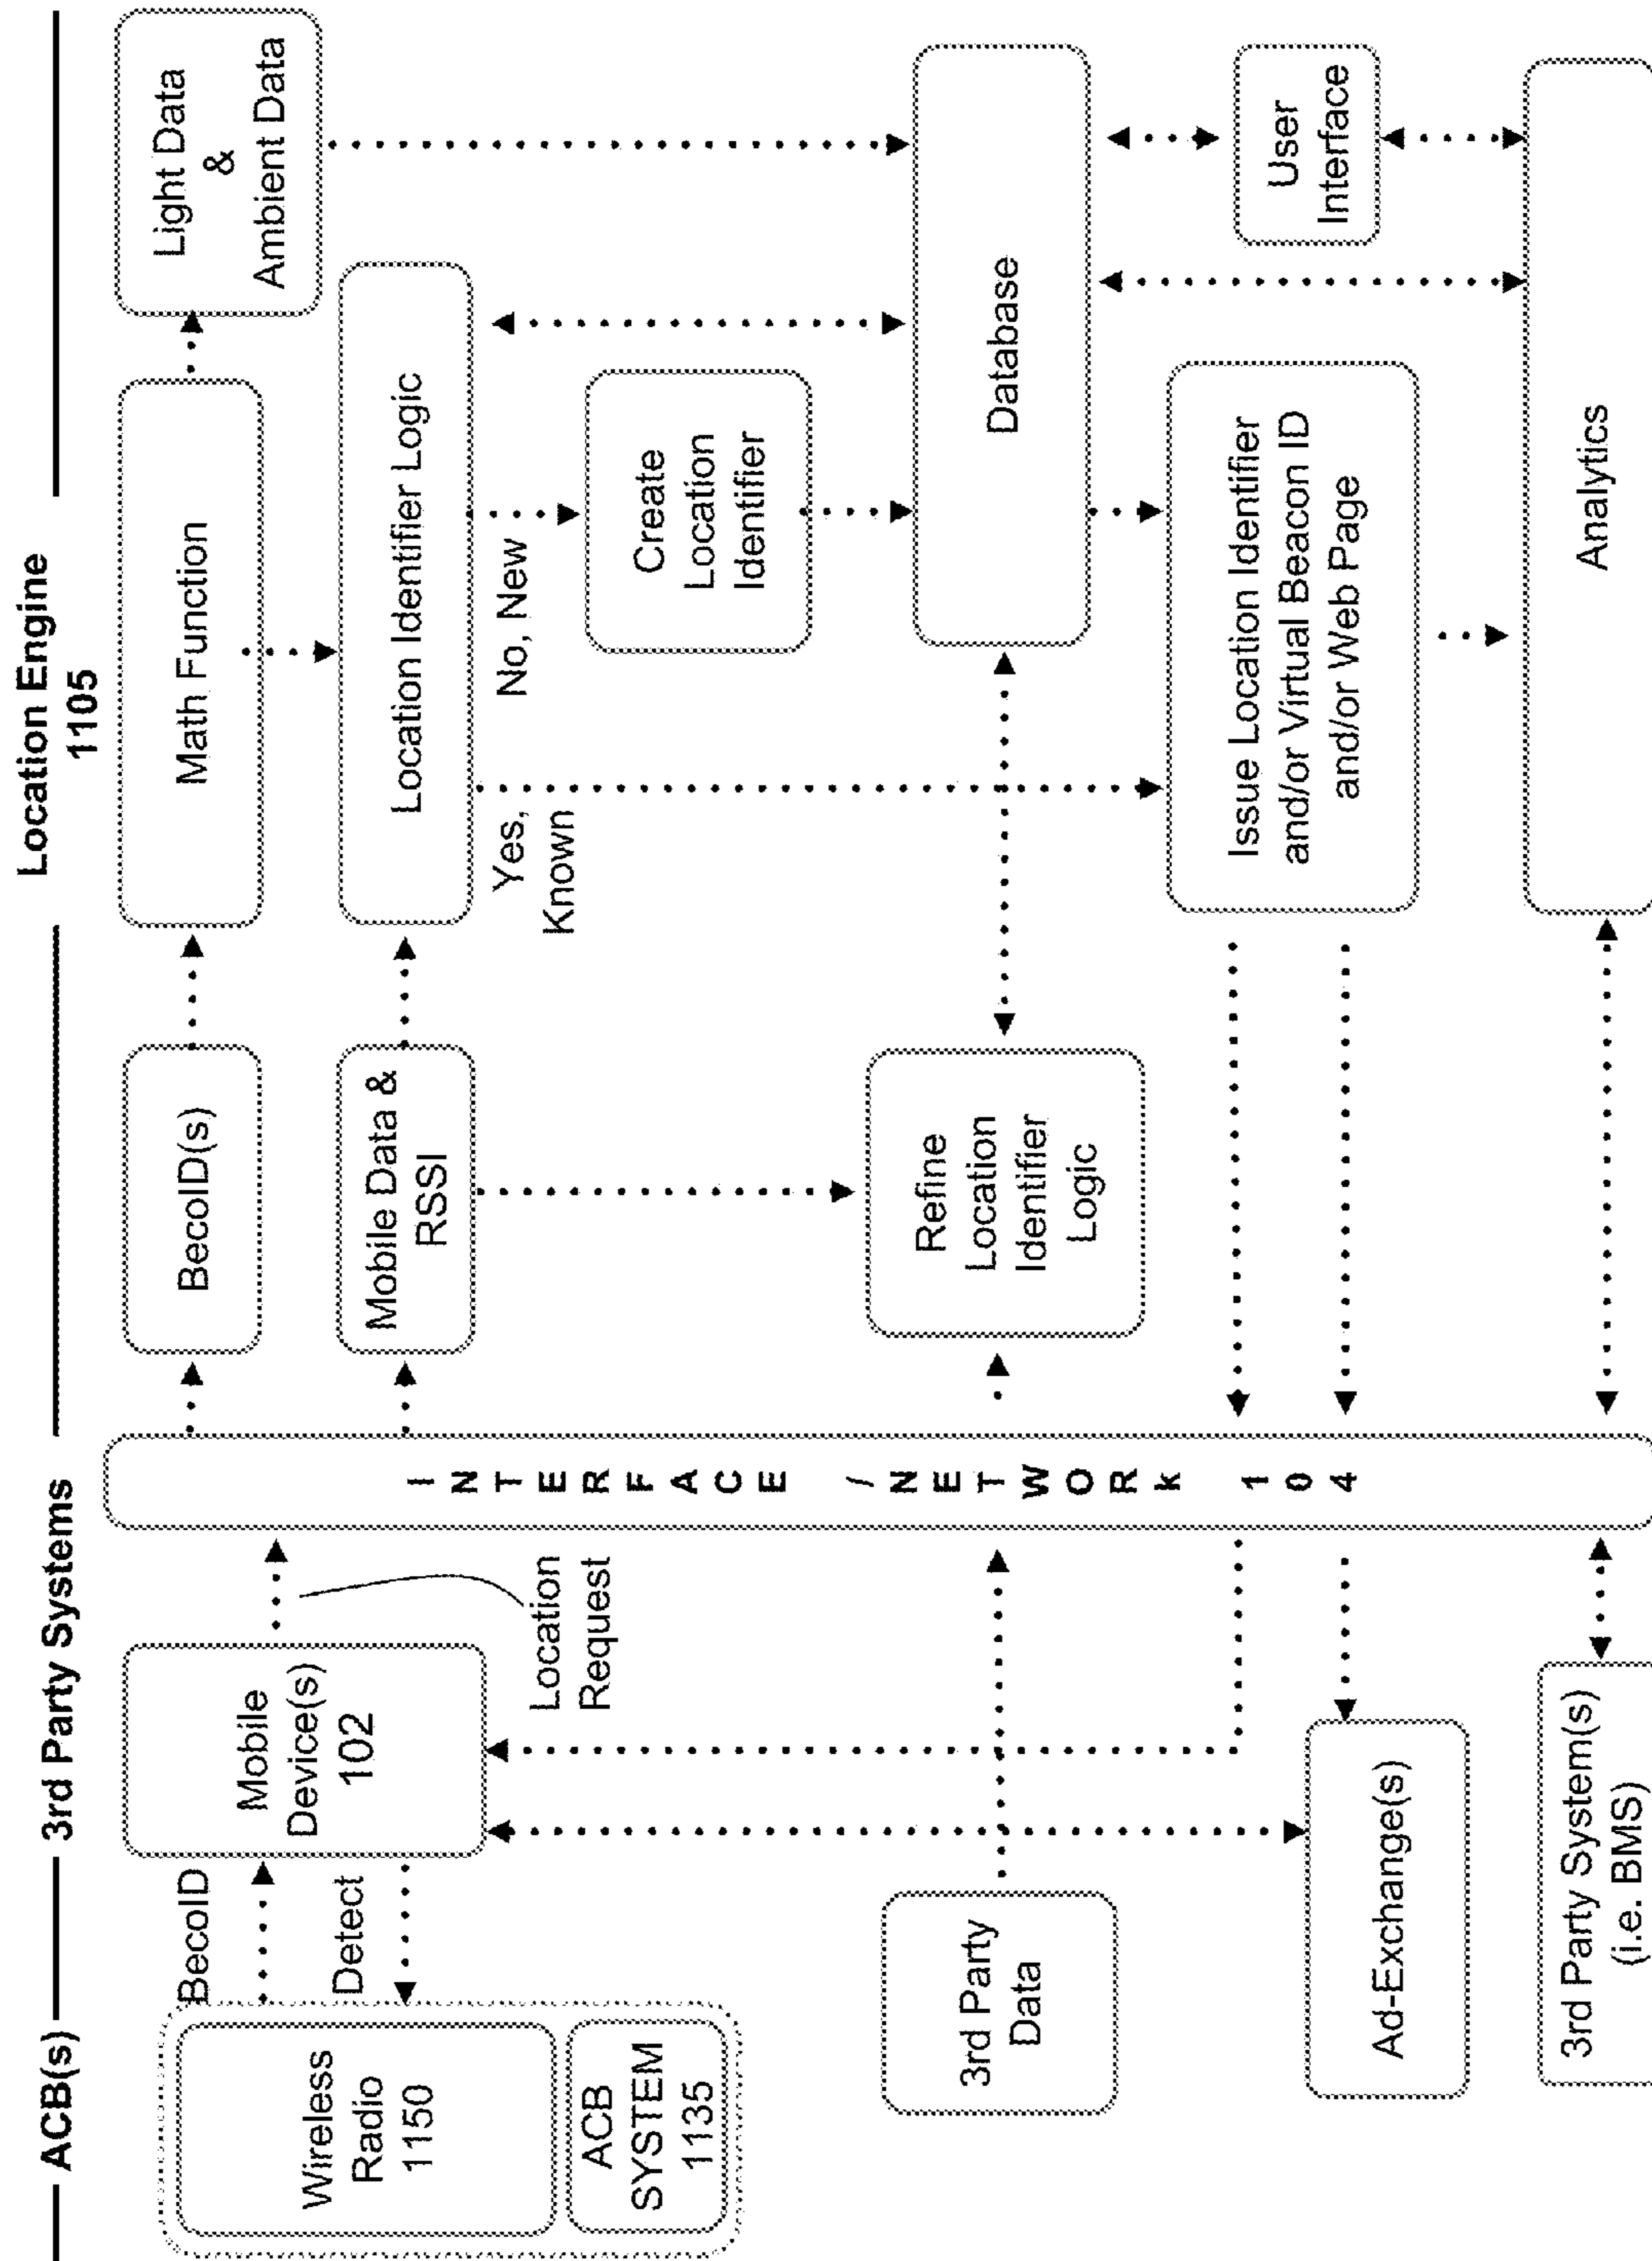 ACB(s)
3rd Party Systems
Location Engine
1105
Wireless
Radio
1150
ACB
SYSTEM
1135
BecoID
Detect
Mobile
Device(s)
102
Location
Request
3rd Party
Data
Ad-Exchange(s)
3rd Party System(s)
(i.e. BMS)
INTERFACE /NETWORk 104
BecoID(s)
Mobile Data &
RSSI
Refine
Location
Identifier
Logic
Math Function
Light Data
&
Ambient Data
Location Identifier Logic
Yes,
Known
No, New
Create
Location
Identifier
Database
Issue Location Identifier
and/or Virtual Beacon ID
and/or Web Page
User
Interface
Analytics